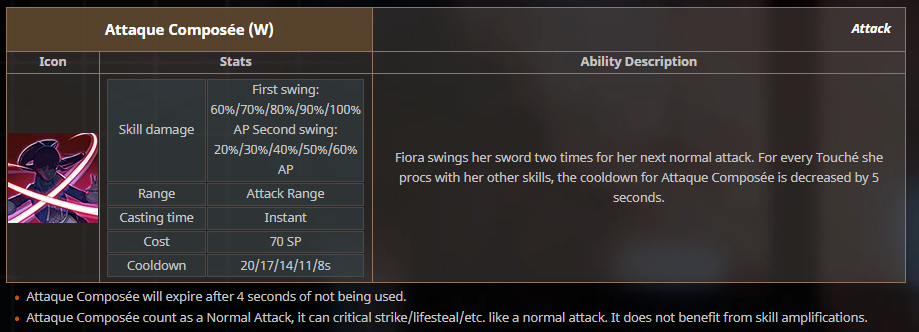 Attaque Composée (W)
Attack
Icon
Stats
Ability Description
Skill damage
First swing:
60%/70%/80%/90%/100%
AP Second swing:
20%/30%/40%/50%/60%
AP
Range
Attack Range
Casting time
Instant
Cost
70 SP
Cooldown
20/17/14/11/8s
Fiora swings her sword two times for her next normal attack. For every Touché she
procs with her other skills, the cooldown for Attaque Composée is decreased by 5
seconds.
• Attaque Composée will expire after 4 seconds of not being used.
• Attaque Composée count as a Normal Attack, it can critical strike/lifesteal/etc. like a normal attack. It does not benefit from skill amplifications.